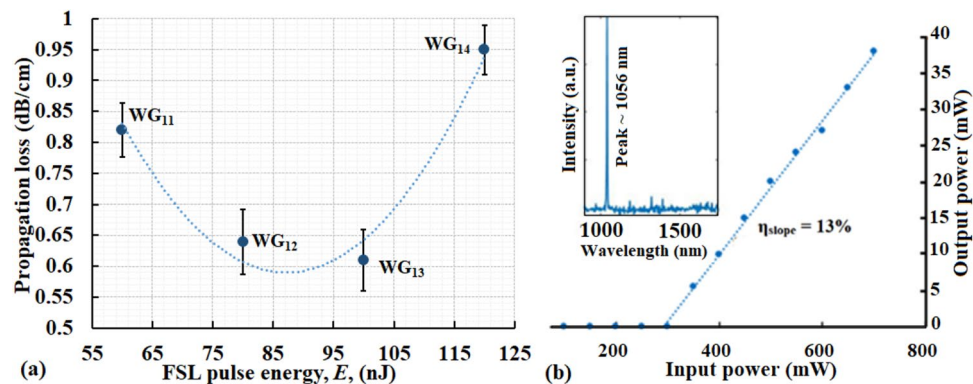 Propagation loss (dB/cm)
1
0.95
0.9
0.85
0.8
0.75
0.7
0.65
0.6
0.55
0.5
WG14
WG11
WG12
WG13
55 65 75 85 95 105 115 125
(a) FSL pulse energy, E, (nJ)
Intensity (a.u.)
Peak ~ 1056 nm
1000 1500
Wavelength (nm)
ηslope = 13%
40
35
30
25
20
15
10
5
0
Output power (mW)
200 400 600 800
(b) Input power (mW)